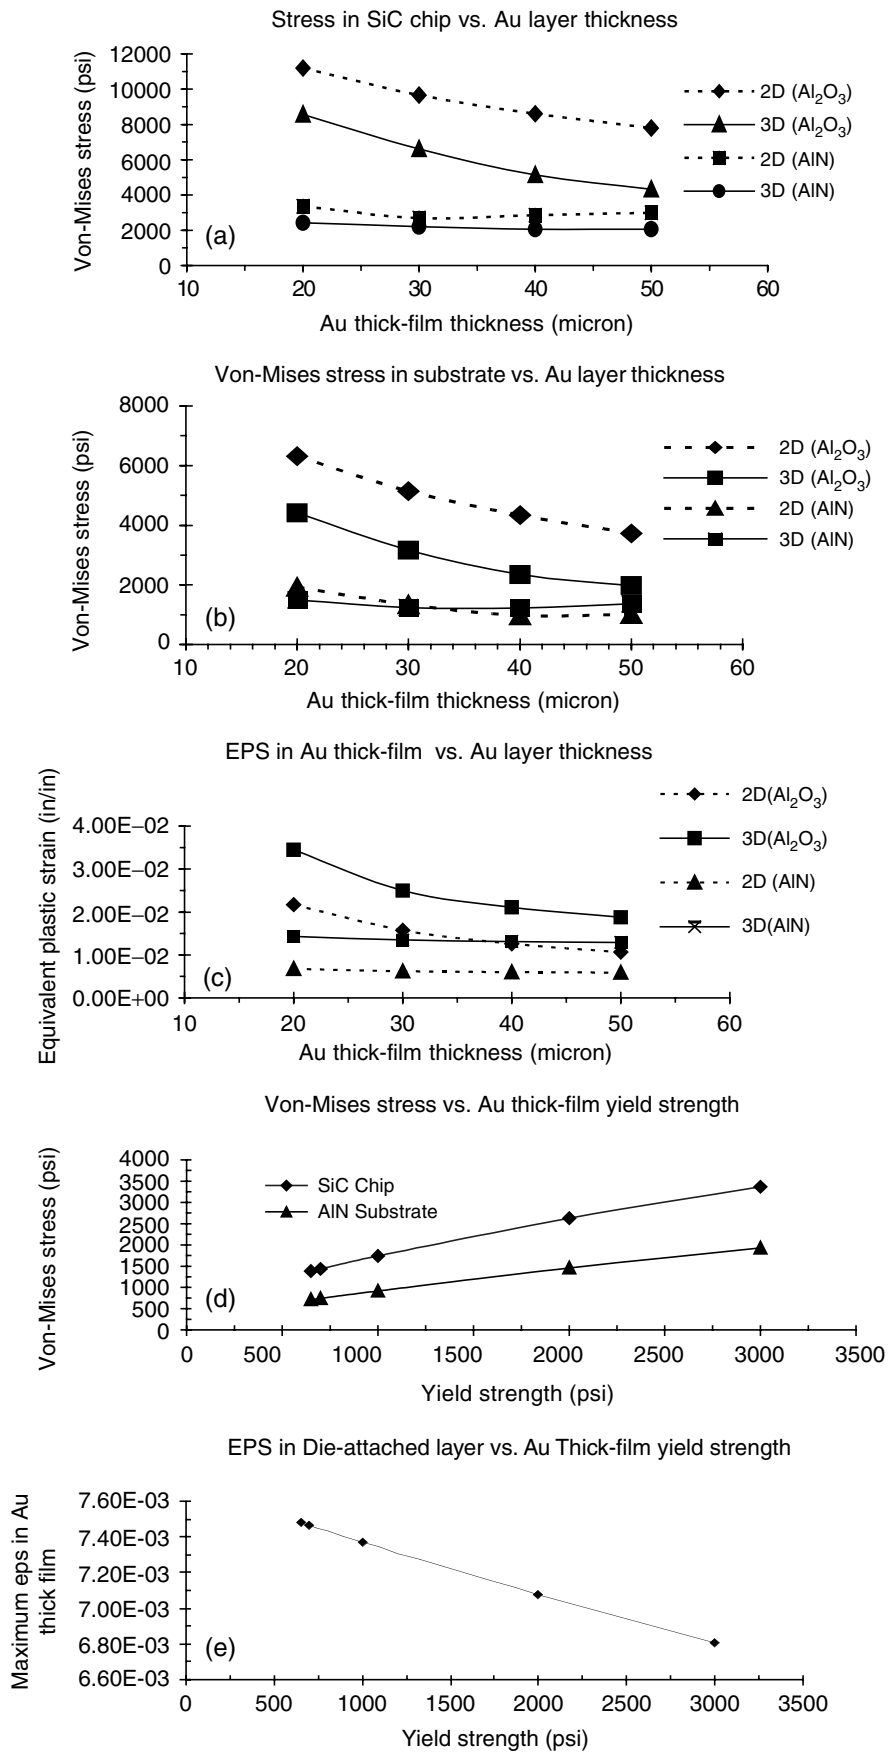 Stress in SiC chip vs. Au layer thickness
Von-Mises stress (psi)
12000
10000
8000
6000
4000
2000
0
(a)
2D (Al₂O₃)
3D (Al₂O₃)
2D (AlN)
3D (AlN)
10 20 30 40 50 60
Au thick-film thickness (micron)
Von-Mises stress in substrate vs. Au layer thickness
Von-Mises stress (psi)
8000
6000
4000
2000
0
(b)
2D (Al₂O₃)
3D (Al₂O₃)
2D (AlN)
3D (AlN)
10 20 30 40 50 60
Au thick-film thickness (micron)
EPS in Au thick-film vs. Au layer thickness
Equivalent plastic strain (in/in)
4.00E−02
3.00E−02
2.00E−02
1.00E−02
0.00E+00
(c)
2D(Al₂O₃)
3D(Al₂O₃)
2D (AlN)
3D(AlN)
10 20 30 40 50 60
Au thick-film thickness (micron)
Von-Mises stress vs. Au thick-film yield strength
Von-Mises stress (psi)
4000
3500
3000
2500
2000
1500
1000
500
0
(d)
SiC Chip
AlN Substrate
0 500 1000 1500 2000 2500 3000 3500
Yield strength (psi)
EPS in Die-attached layer vs. Au Thick-film yield strength
Maximum eps in Au
thick film
7.60E-03
7.40E-03
7.20E-03
7.00E-03
6.80E-03
6.60E-03
(e)
0 500 1000 1500 2000 2500 3000 3500
Yield strength (psi)